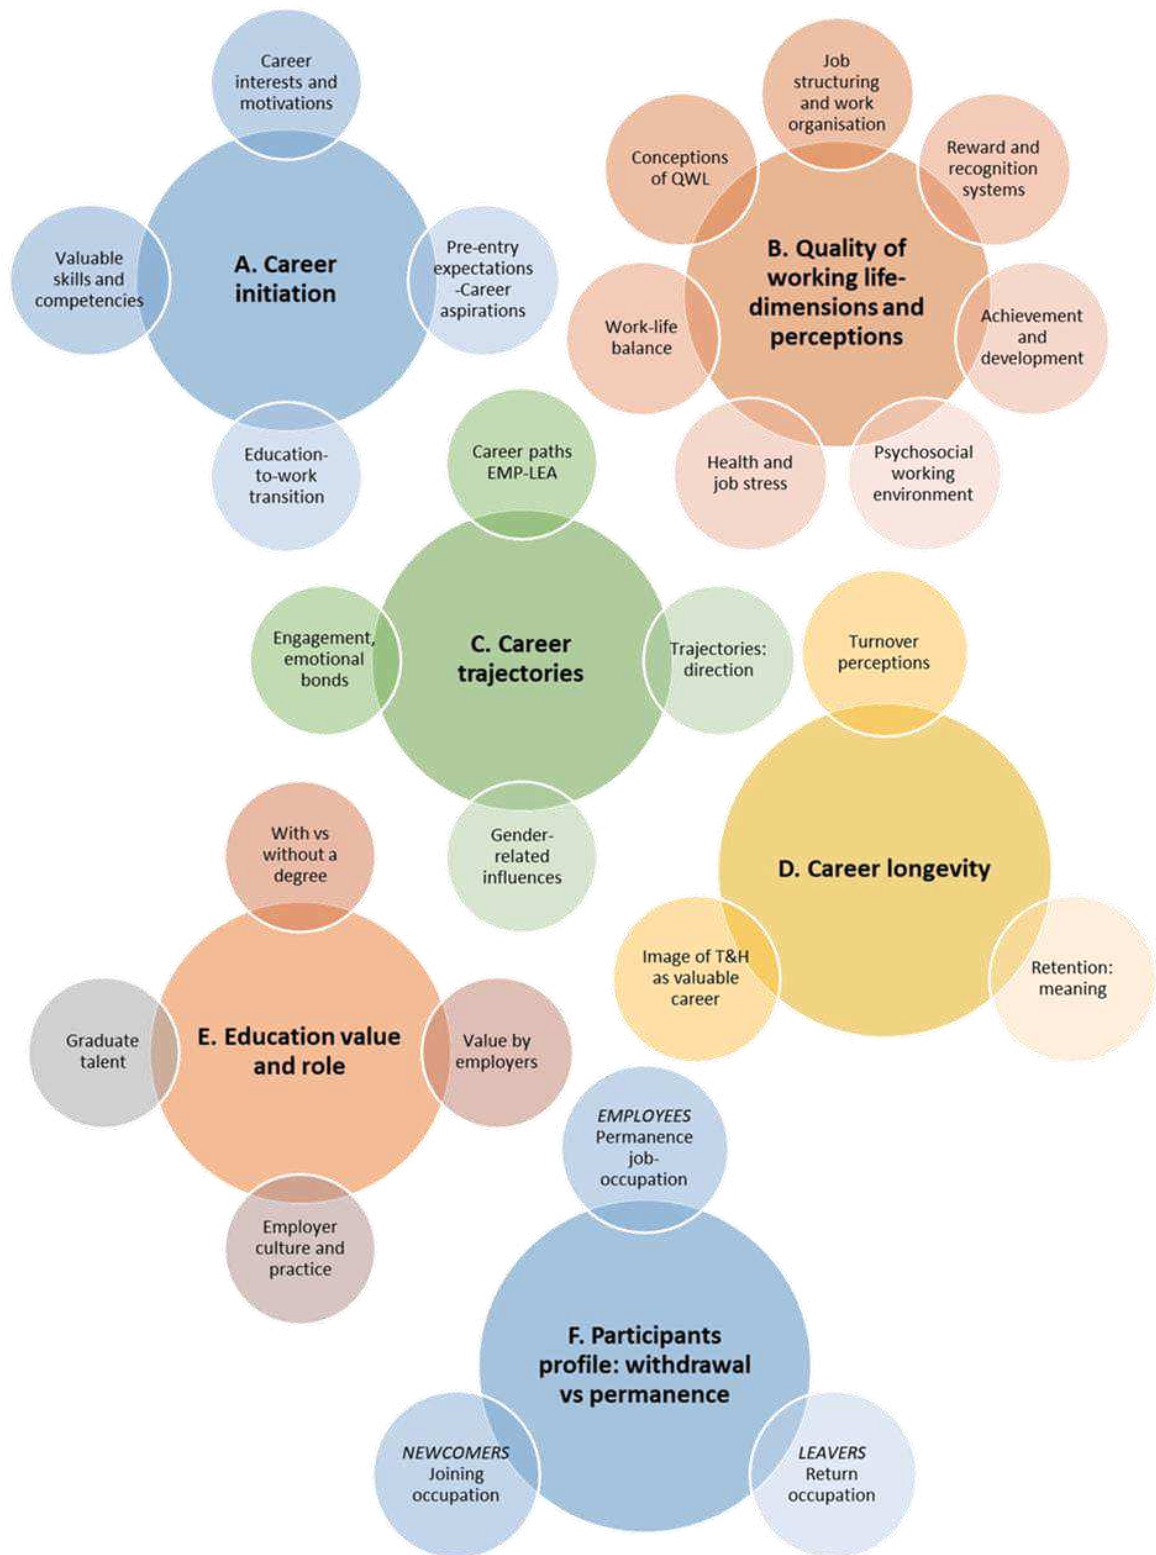 Career
interests and
motivations
Valuable
skills and
competencies
A. Career
initiation
Pre-entry
expectations
-Career
aspirations
Education-
to-work
transition
Job
structuring
and work
organisation
Conceptions
of QWL
Reward and
recognition
systems
B. Quality of
working life-
dimensions and
perceptions
Work-life
balance
Achievement
and
development
Health and
job stress
Psychosocial
working
environment
Career paths
EMP-LEA
Engagement,
emotional
bonds
C. Career
trajectories
Trajectories:
direction
Gender-
related
influences
Turnover
perceptions
D. Career longevity
Image of T&H
as valuable
career
Retention:
meaning
With vs
without a
degree
Graduate
talent
E. Education value
and role
Value by
employers
Employer
culture and
practice
EMPLOYEES
Permanence
job-
occupation
F. Participants
profile: withdrawal
vs permanence
NEWCOMERS
Joining
occupation
LEAVERS
Return
occupation